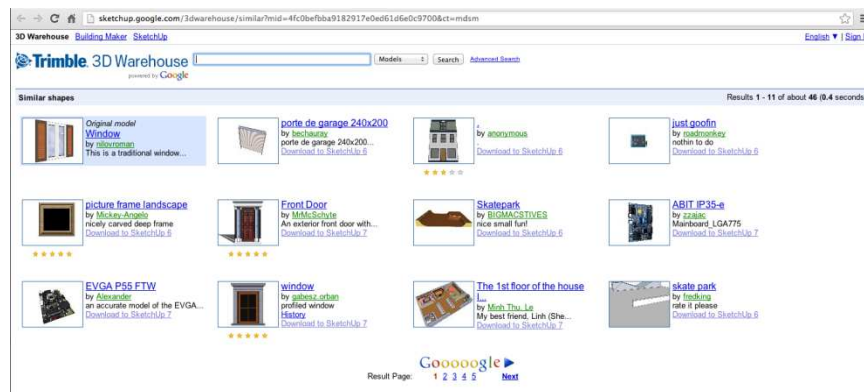 sketchup.google.com/3dwarehouse/similar?mid=4fc0befbba9182917e0ed61d6e0c9700&ct=mdsm
3D Warehouse Building Maker SketchUp English ▼ | Sign
Trimble. 3D Warehouse Models Search Advanced Search
powered by Google
Similar shapes Results 1 - 11 of about 46 (0.4 seconds
Original model
Window
by nilovroman
This is a traditional window...
porte de garage 240x200
by bechauray
porte de garage 240x200...
Download to SketchUp 6
.
by anonymous
.
Download to SketchUp 6
just goofin
by roadmonkey
nothin to do
Download to SketchUp 6
picture frame landscape
by Mickey-Angelo
nicely carved deep frame
Download to SketchUp 6
Front Door
by MrMcSchyte
An exterior front door with...
Download to SketchUp 7
Skatepark
by BIGMACSTIVES
nice small fun!
Download to SketchUp 6
ABIT IP35-e
by zzajac
Mainboard_LGA775
Download to SketchUp 7
EVGA P55 FTW
by Alexander
an accurate model of the EVGA...
Download to SketchUp 7
window
by gabesz.orban
profiled window
History
Download to SketchUp 7
The 1st floor of the house
I...
by Minh Thu. Le
My best friend, Linh (She...
Download to SketchUp 7
skate park
by fredking
rate it please
Download to SketchUp 6
Gooooogle
Result Page: 1 2 3 4 5 Next